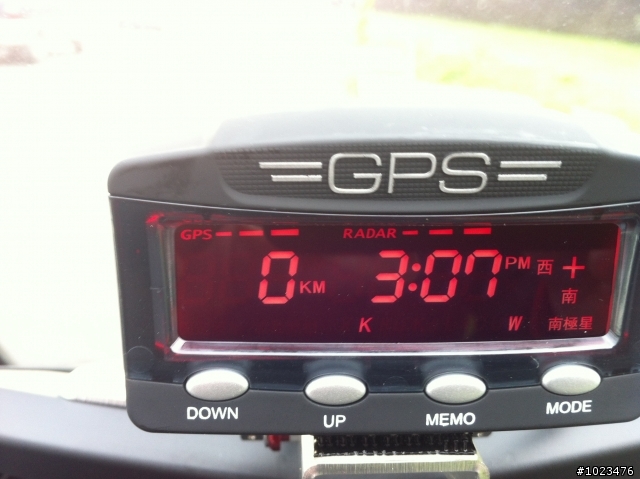 GPS
GPS RADAR
0 KM 3:07 PM 西
南
K W 南極星
DOWN UP MEMO MODE
#1023476